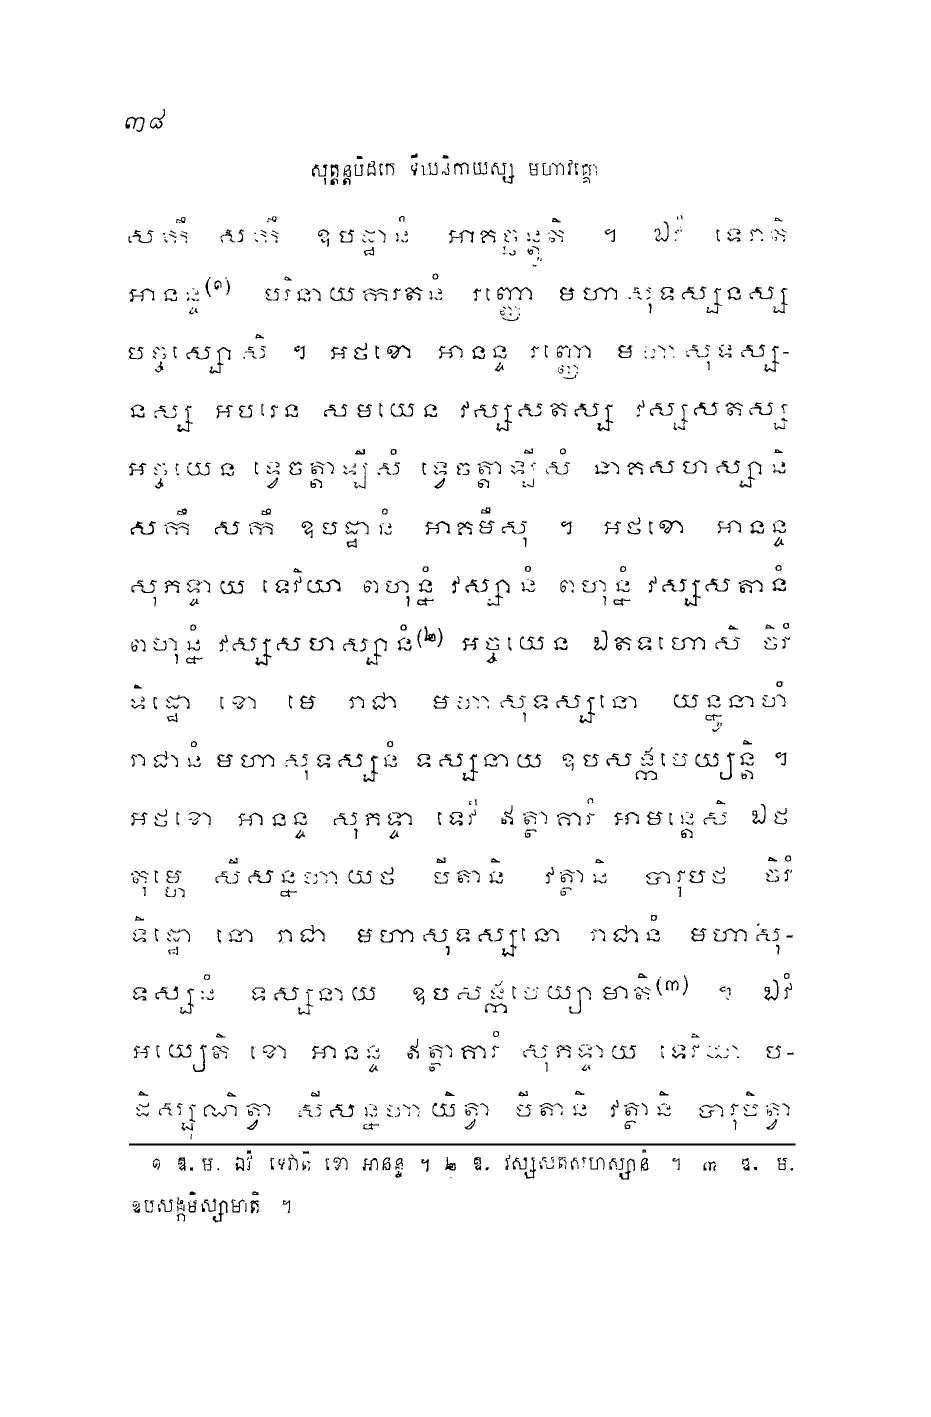 ៣៨
សុត្តន្តបិដកេ ទីឃនិកាយស្ស មហាវគ្គោ
សកឹ សកឹ ឧបដ្ឋានំ អាគច្ឆន្តូតិ ។ ឯវំ ទេវាតិ
អានន្ទ(១) បរិនាយករតនំ រញ្ញោ មហាសុទស្សនស្ស
បច្ចស្សោសិ ។ អថខោ អានន្ទ រញ្ញោ មហាសុទស្ស-
នស្ស អបរេន សមយេន វស្សសតស្ស វស្សសតស្ស
អច្ចយេន ទ្វេចត្តាឡីសំ ទ្វេចត្តាឡីសំ នាគសហស្សានិ
សកឹ សកឹ ឧបដ្ឋានំ អាគមឹសុ ។ អថខោ អានន្ទ
សុភទ្ទាយ ទេវិយា ពហុន្នំ វស្សានំ ពហុន្នំ វស្សសតានំ
ពហុន្នំ វស្សសហស្សានំ(២) អច្ចយេន ឯតទហោសិ ចិរំ
ទិដ្ឋោ ខោ មេ រាជា មហាសុទស្សនោ យន្នូនាហំ
រាជានំ មហាសុទស្សនំ ទស្សនាយ ឧបសង្កមេយ្យន្តិ ។
អថខោ អានន្ទ សុភទ្ទា ទេវី ឥត្ថាគារំ អាមន្តេសិ ឯថ
តុម្ហេ សីសន្នហាយថ បីតានិ វត្ថានិ បារុបថ ចិរំ
ទិដ្ឋោ នោ រាជា មហាសុទស្សនោ រាជានំ មហាសុ-
ទស្សនំ ទស្សនាយ ឧបសង្កមេយ្យាមាតិ(៣) ។ ឯវំ
អយ្យេតិ ខោ អានន្ទ ឥត្ថាគារំ សុភទ្ទាយ ទេវិយា ប-
ដិស្សុណិត្វា សីសន្នហាយិត្វា បីតានិ វត្ថានិ បារុបិត្វា
១ ឱ. ម. ឯវំ ទេវាតិ ខោ អានន្ទ ។ ២ ឱ. វស្សសតសហស្សានំ ។ ៣ ឱ. ម.
ឧបសង្កមិស្សាមាតិ ។